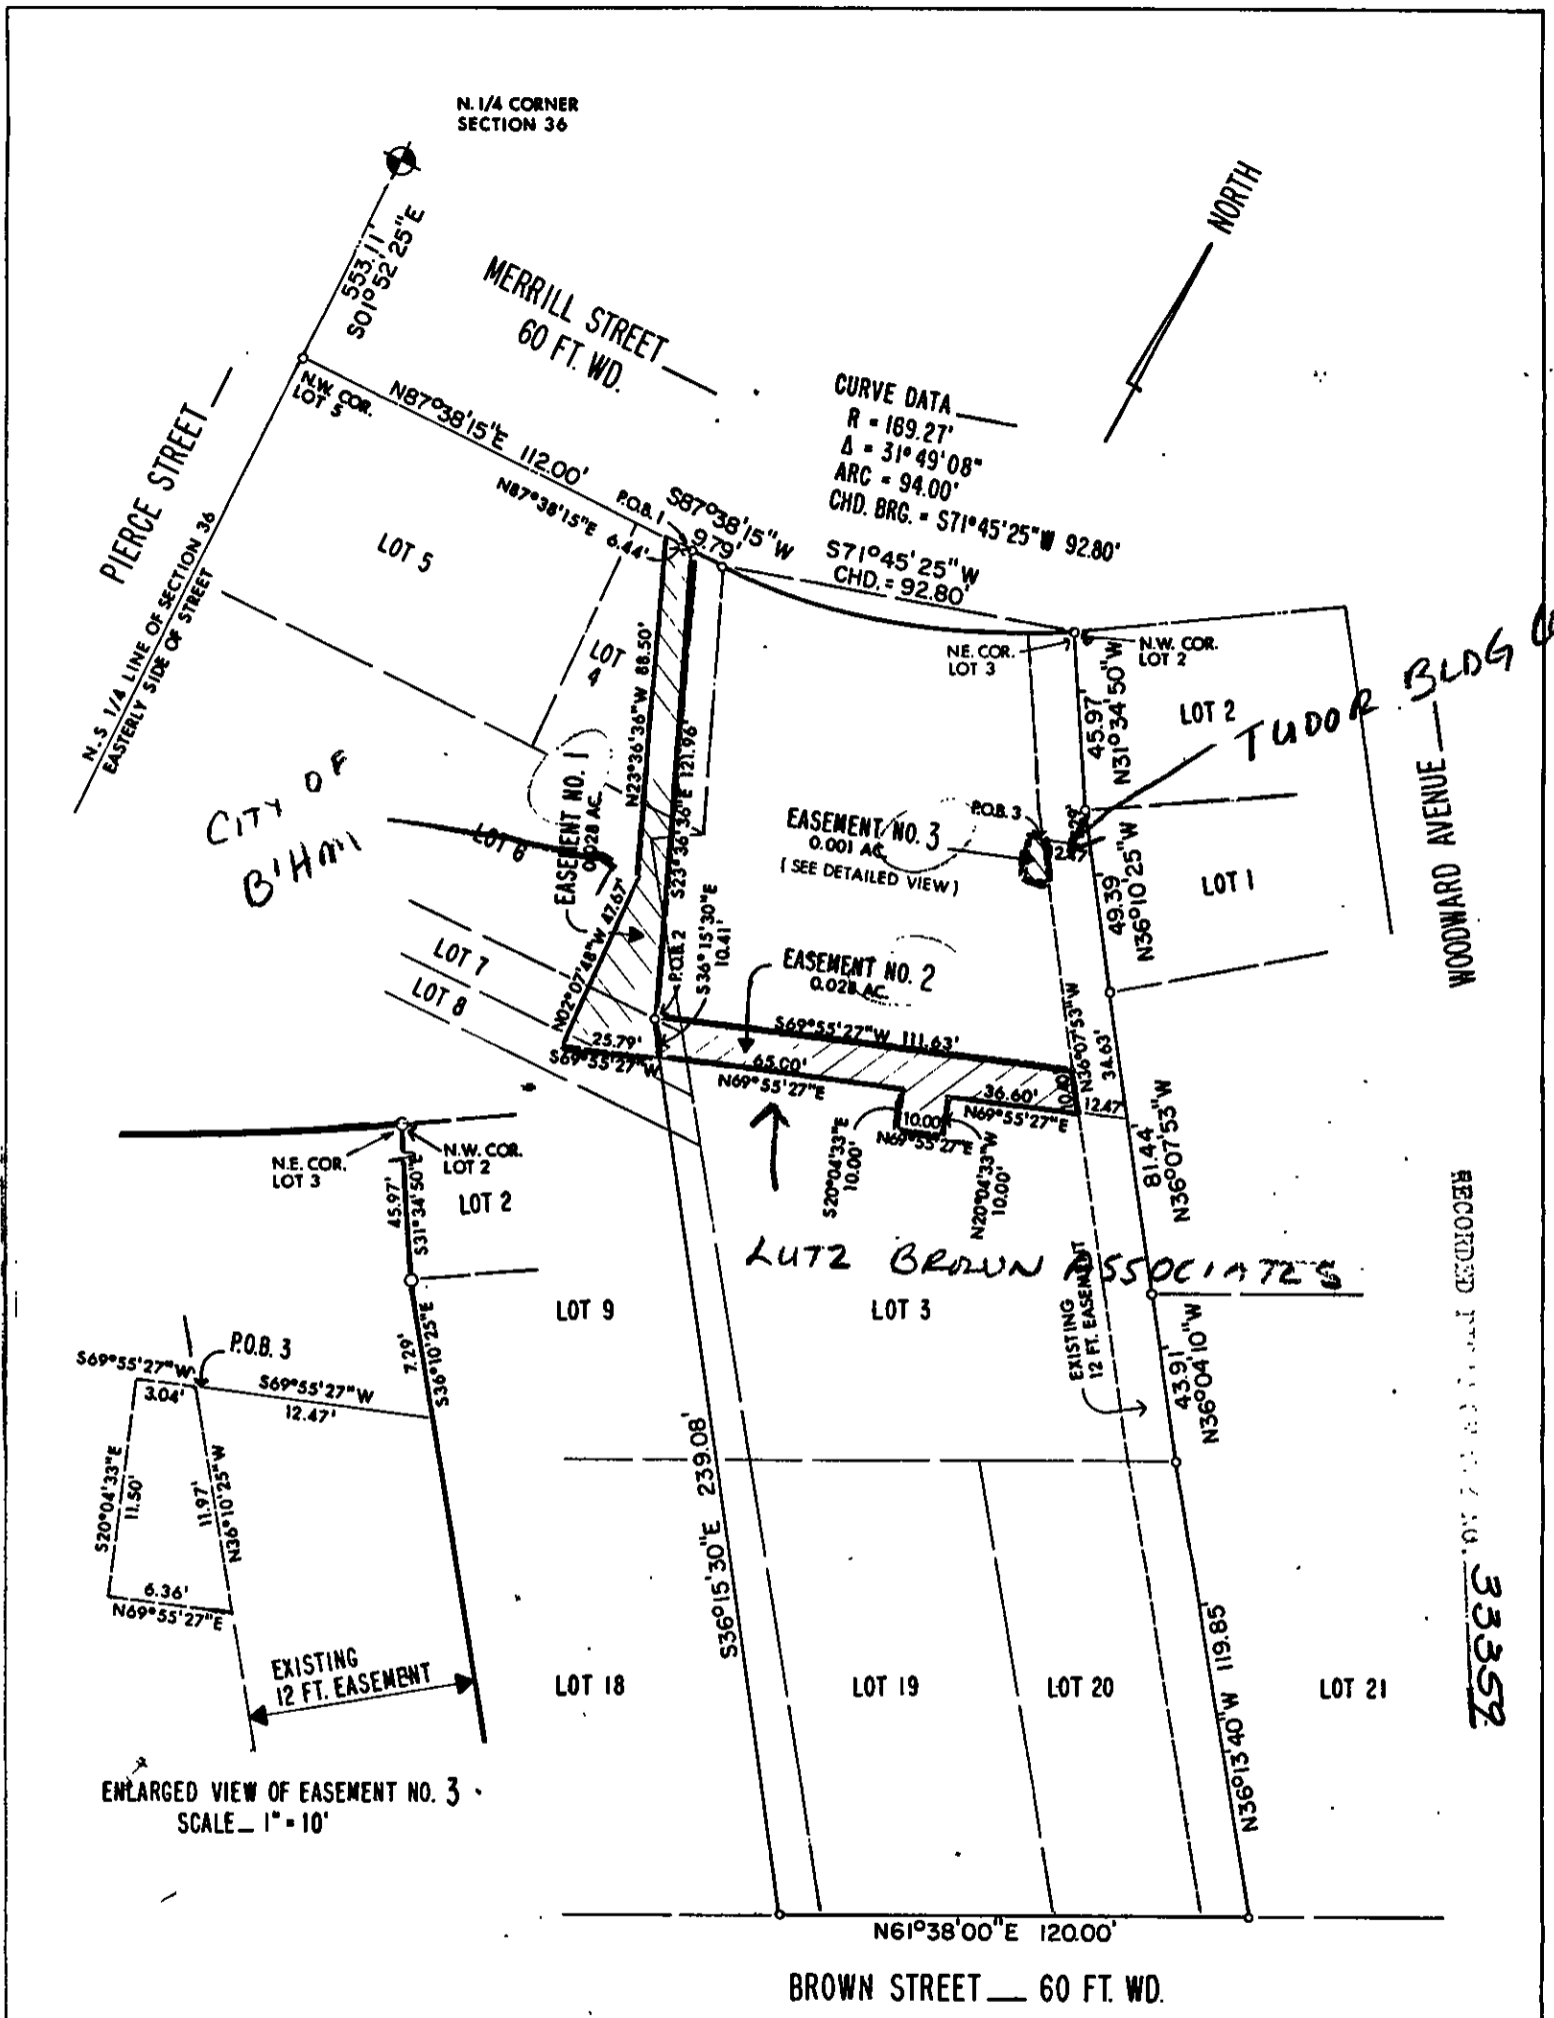 N. 1/4 CORNER
SECTION 36
553.11'
S01°52'25"E
MERRILL STREET
60 FT. WD.
NORTH
PIERCE STREET
N.W. COR.
LOT 5
N87°38'15"E 112.00'
N87°38'15"E 6.44'
P.O.B. 1
S87°38'15"W
9.79'
CURVE DATA
R = 169.27'
Δ = 31°49'08"
ARC = 94.00'
CHD. BRG. = S71°45'25"W 92.80'
S71°45'25"W
CHD. = 92.80'
N.-S 1/4 LINE OF SECTION 36
EASTERLY SIDE OF STREET
LOT 5
LOT
4
N23°36'36"W 88.50'
S23°36'36"E 121.96'
EASEMENT NO. 1
0.028 AC.
NE. COR.
LOT 3
N.W. COR.
LOT 2
45.97'
N31°34'50"W
LOT 2
TUDOR BLDG
WOODWARD AVENUE
CITY OF
B'HAM
LOT 6
EASEMENT NO. 3
0.001 AC.
(SEE DETAILED VIEW)
P.O.B. 3
7.29'
12.47'
49.39'
N36°10'25"W
LOT 1
LOT 7
LOT 8
N02°07'48"W 47.67'
P.O.B. 2
S36°15'30"E
10.41'
EASEMENT NO. 2
0.028 AC.
S69°55'27"W 111.63'
25.79'
S69°55'27"W
65.00'
N69°55'27"E
36.60'
N69°55'27"E
10.00'
N69°55'27"E
S20°04'33"E
10.00'
N20°04'33"W
10.00'
N36°07'53"W
10.40'
34.63'
12.47'
81.44'
N36°07'53"W
LUTZ BROWN ASSOCIATES
LOT 9
LOT 3
EXISTING
12 FT. EASEMENT
43.91'
N36°04'10"W
N.E. COR.
LOT 3
N.W. COR.
LOT 2
45.97'
S31°34'50"E
LOT 2
7.29'
S36°10'25"E
P.O.B. 3
S69°55'27"W
3.04'
S69°55'27"W
12.47'
S20°04'33"E
11.50'
11.97'
N36°10'25"W
6.36'
N69°55'27"E
EXISTING
12 FT. EASEMENT
ENLARGED VIEW OF EASEMENT NO. 3
SCALE_ 1" = 10'
S36°15'30"E 239.08'
LOT 18
LOT 19
LOT 20
LOT 21
N36°13'40"W 119.85'
RECORDED
NO. 33359
N61°38'00"E 120.00'
BROWN STREET — 60 FT. WD.